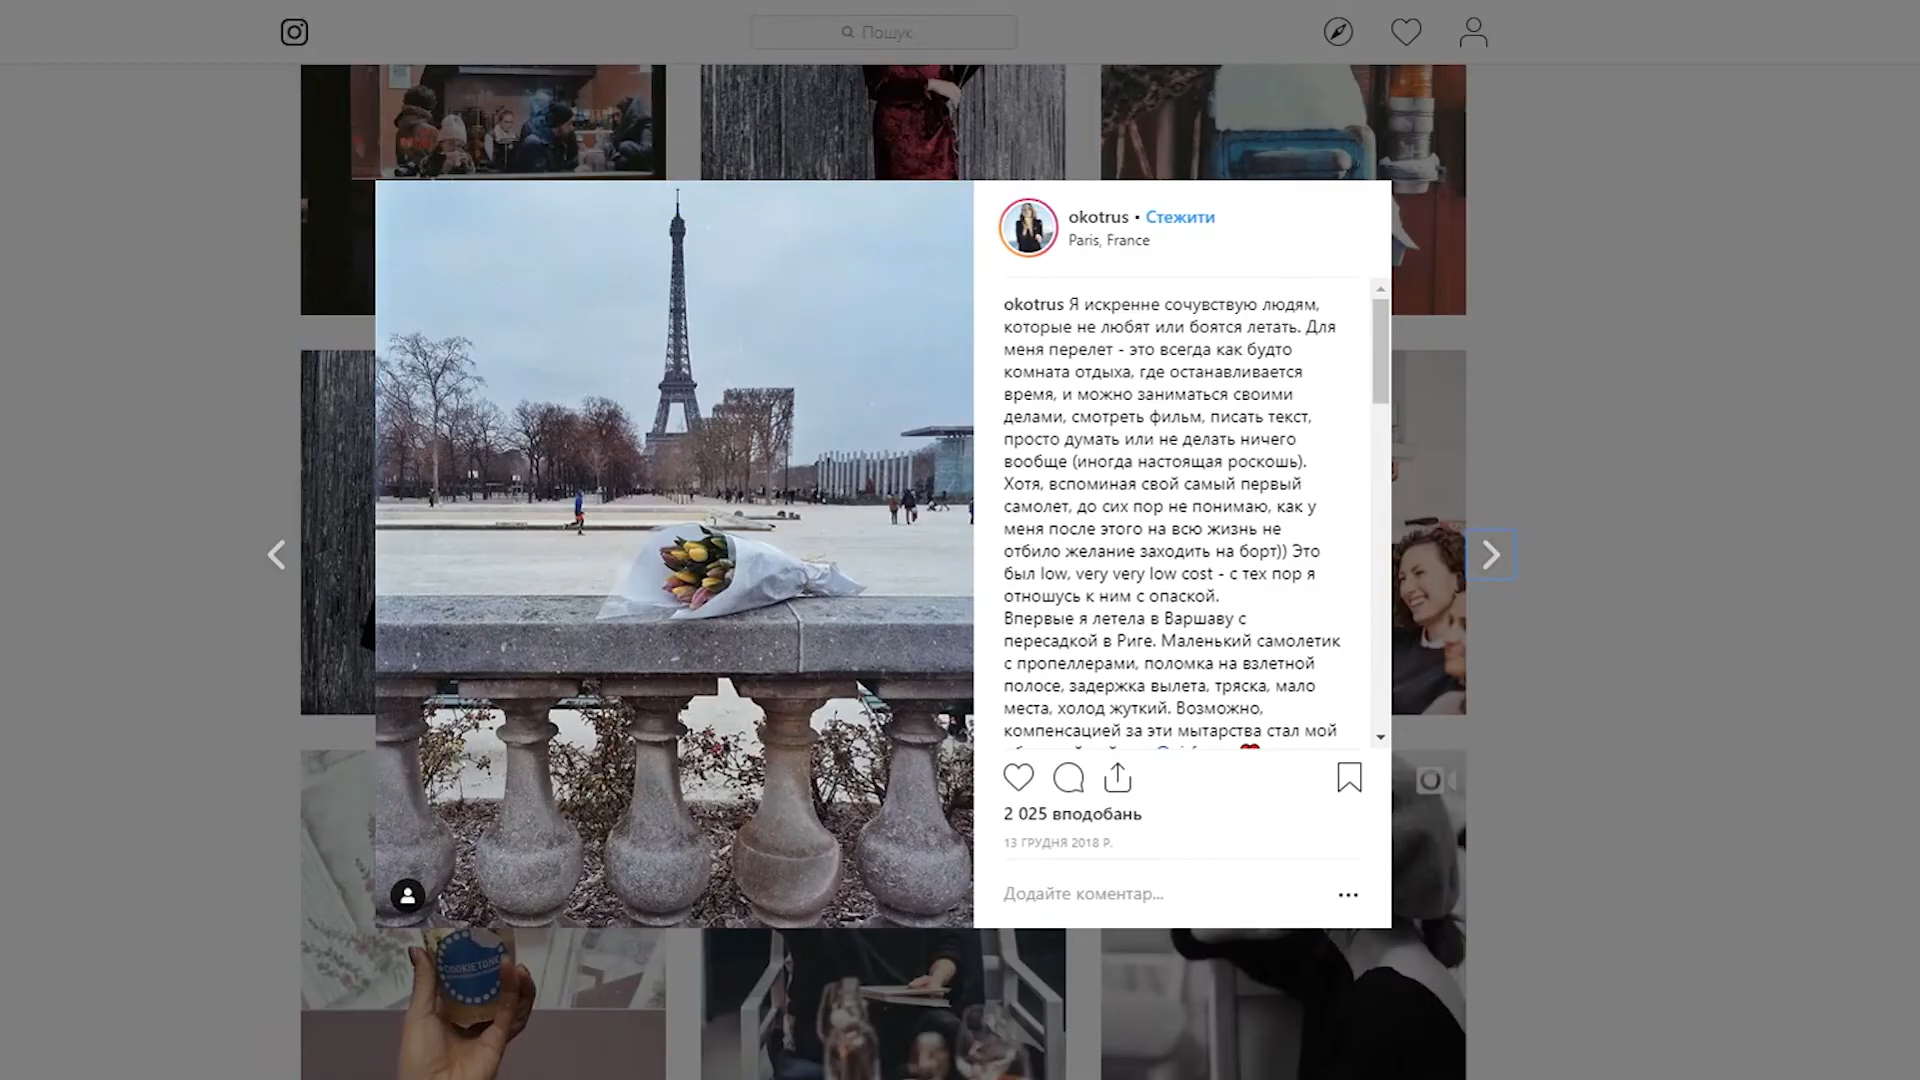 Пошук
okotrus • Стежити
Paris, France
okotrus Я искренне сочувствую людям,
которые не любят или боятся летать. Для
меня перелет - это всегда как будто
комната отдыха, где останавливается
время, и можно заниматься своими
делами, смотреть фильм, писать текст,
просто думать или не делать ничего
вообще (иногда настоящая роскошь).
Хотя, вспоминая свой самый первый
самолет, до сих пор не понимаю, как у
меня после этого на всю жизнь не
отбило желание заходить на борт)) Это
был low, very very low cost - с тех пор я
отношусь к ним с опаской.
Впервые я летела в Варшаву с
пересадкой в Риге. Маленький самолетик
с пропеллерами, поломка на взлетной
полосе, задержка вылета, тряска, мало
места, холод жуткий. Возможно,
компенсацией за эти мытарства стал мой
2 025 вподобань
13 ГРУДНЯ 2018 Р.
Додайте коментар...
COOKIETONE